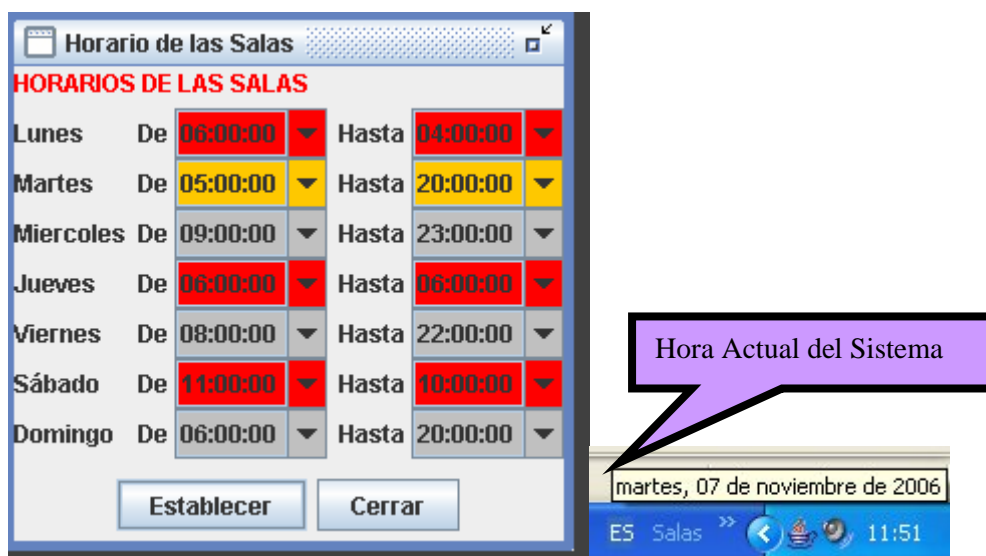 Horario de las Salas
HORARIOS DE LAS SALAS
Lunes De 06:00:00 Hasta 04:00:00
Martes De 05:00:00 Hasta 20:00:00
Miercoles De 09:00:00 Hasta 23:00:00
Jueves De 06:00:00 Hasta 06:00:00
Viernes De 08:00:00 Hasta 22:00:00
Sábado De 11:00:00 Hasta 10:00:00
Domingo De 06:00:00 Hasta 20:00:00
Establecer Cerrar
Hora Actual del Sistema
martes, 07 de noviembre de 2006
ES Salas » 11:51